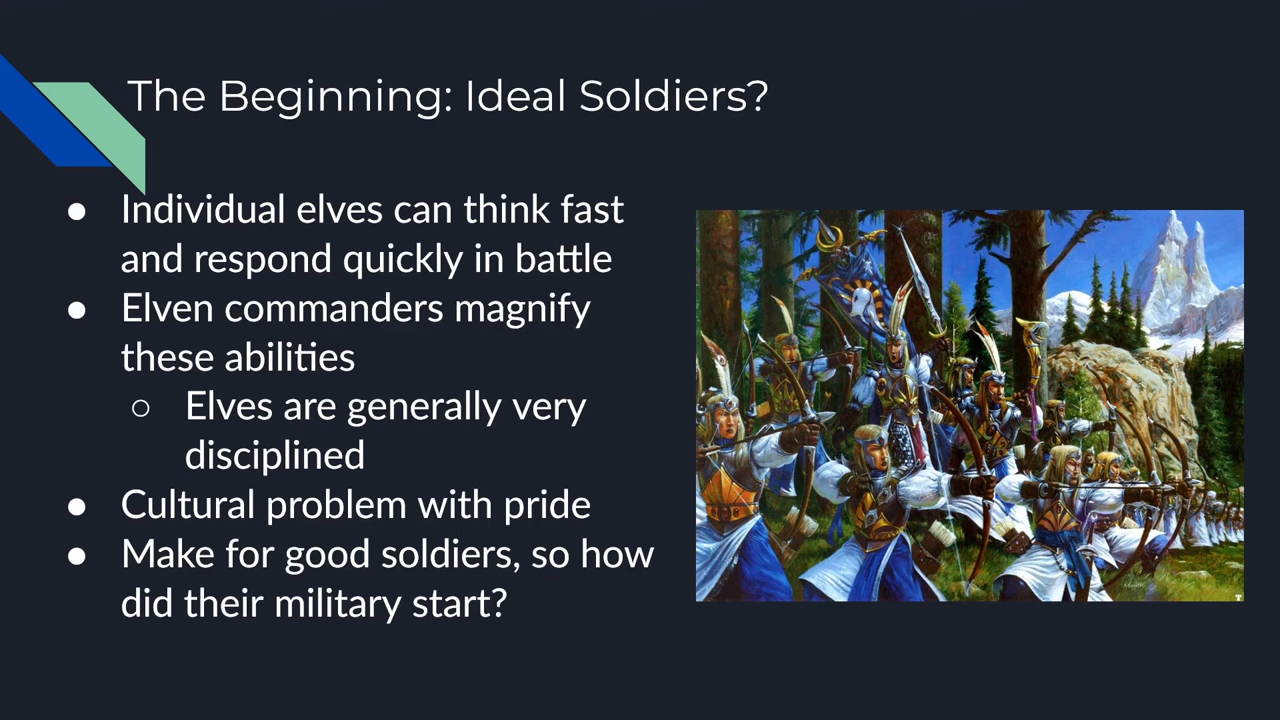 The Beginning: Ideal Soldiers?
● Individual elves can think fast
and respond quickly in battle
● Elven commanders magnify
these abilities
○ Elves are generally very
disciplined
● Cultural problem with pride
● Make for good soldiers, so how
did their military start?